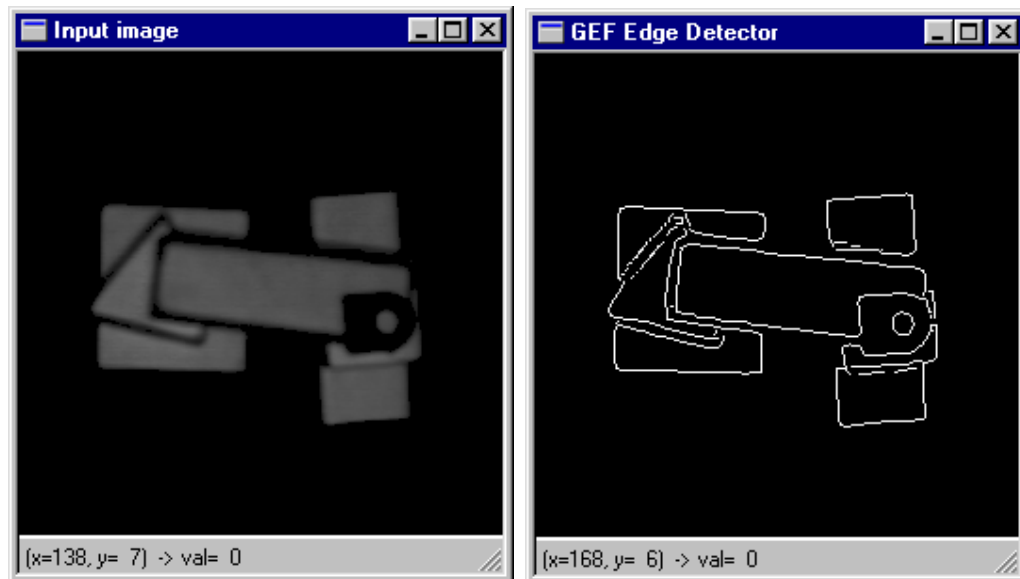 Input image
(x=138, y=  7)  -> val=  0
GEF Edge Detector
(x=168, y=  6)  -> val=  0